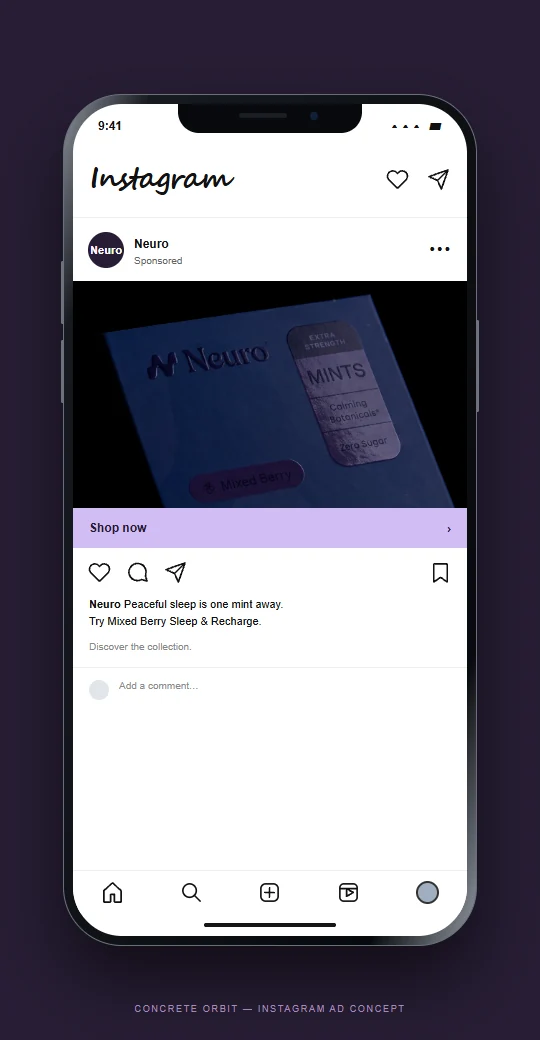 9:41
Instagram
Neuro
Neuro
Sponsored
Neuro
EXTRA
STRENGTH
MINTS
Calming
Botanicals*
Zero Sugar
Mixed Berry
Shop now
Neuro Peaceful sleep is one mint away.
Try Mixed Berry Sleep & Recharge.
Discover the collection.
Add a comment...
CONCRETE ORBIT — INSTAGRAM AD CONCEPT